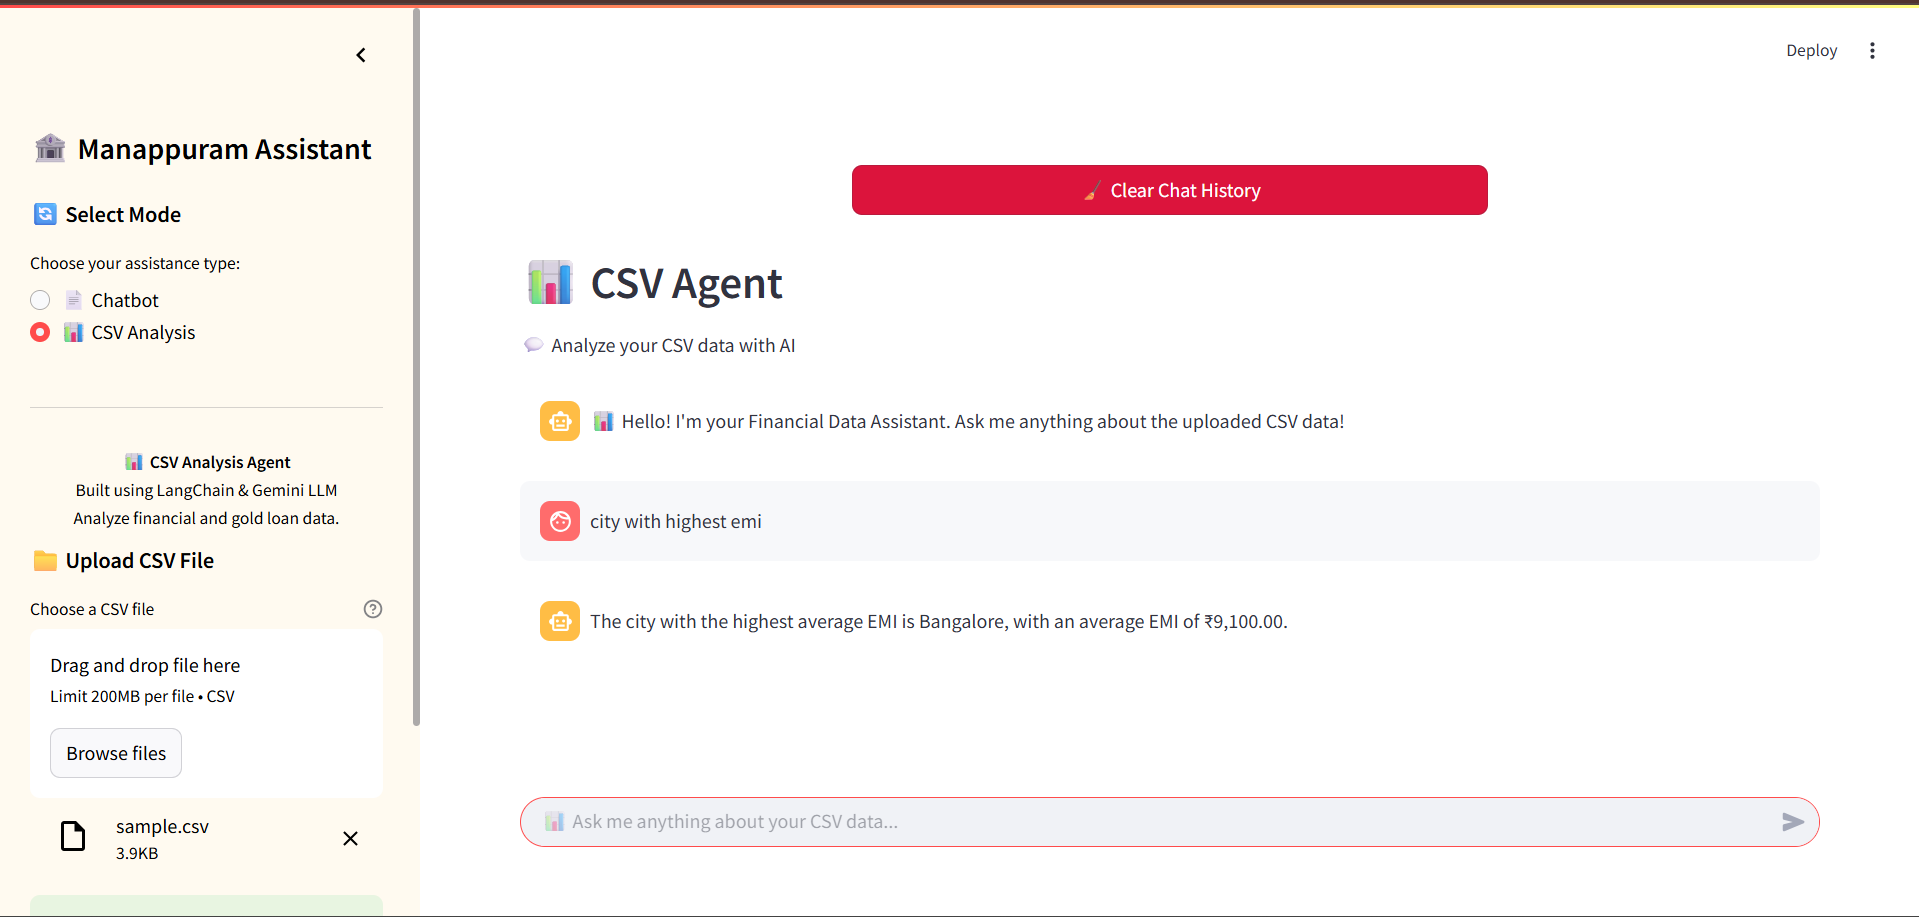 Deploy
Manappuram Assistant
Select Mode
Choose your assistance type:
Chatbot
CSV Analysis
CSV Analysis Agent
Built using LangChain & Gemini LLM
Analyze financial and gold loan data.
Upload CSV File
Choose a CSV file
Drag and drop file here
Limit 200MB per file • CSV
Browse files
sample.csv
3.9KB
Clear Chat History
CSV Agent
Analyze your CSV data with AI
Hello! I'm your Financial Data Assistant. Ask me anything about the uploaded CSV data!
city with highest emi
The city with the highest average EMI is Bangalore, with an average EMI of ₹9,100.00.
Ask me anything about your CSV data...